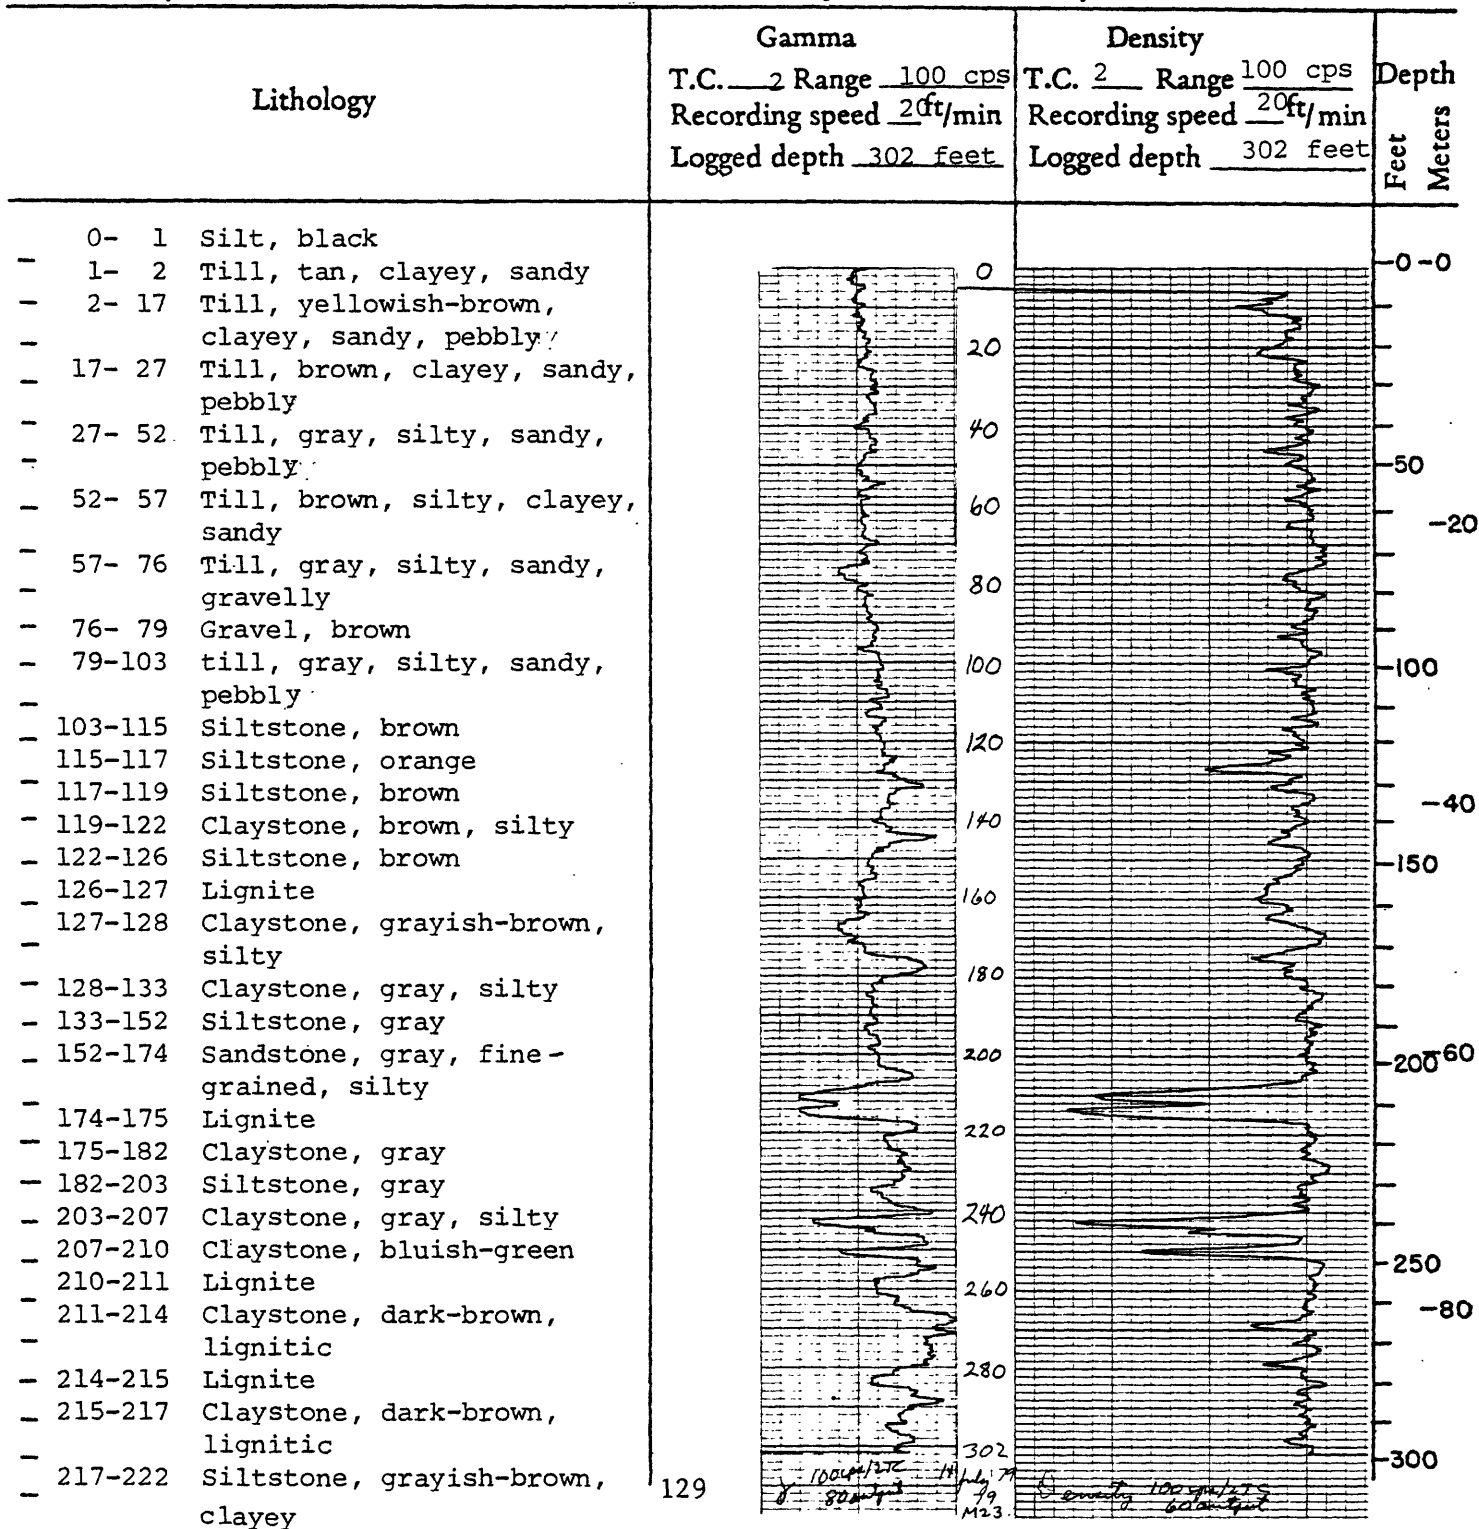 Lithology
Gamma
T.C. 2 Range 100 cps
Recording speed 20ft/min
Logged depth 302 feet
Density
T.C. 2 Range 100 cps
Recording speed 20ft/min
Logged depth 302 feet
Depth
Feet
Meters
0- 1 Silt, black
1- 2 Till, tan, clayey, sandy
2- 17 Till, yellowish-brown,
clayey, sandy, pebbly
17- 27 Till, brown, clayey, sandy,
pebbly
27- 52 Till, gray, silty, sandy,
pebbly
52- 57 Till, brown, silty, clayey,
sandy
57- 76 Till, gray, silty, sandy,
gravelly
76- 79 Gravel, brown
79-103 till, gray, silty, sandy,
pebbly
103-115 Siltstone, brown
115-117 Siltstone, orange
117-119 Siltstone, brown
119-122 Claystone, brown, silty
122-126 Siltstone, brown
126-127 Lignite
127-128 Claystone, grayish-brown,
silty
128-133 Claystone, gray, silty
133-152 Siltstone, gray
152-174 Sandstone, gray, fine-
grained, silty
174-175 Lignite
175-182 Claystone, gray
182-203 Siltstone, gray
203-207 Claystone, gray, silty
207-210 Claystone, bluish-green
210-211 Lignite
211-214 Claystone, dark-brown,
lignitic
214-215 Lignite
215-217 Claystone, dark-brown,
lignitic
217-222 Siltstone, grayish-brown,
clayey
0
20
40
60
80
100
120
140
160
180
200
220
240
260
280
302
-0 -0
-50
-20
-100
-40
-150
-200
-60
-250
-80
-300
129
γ 100 cps/2TC
80
M23
Density 100 cps/2TC
60